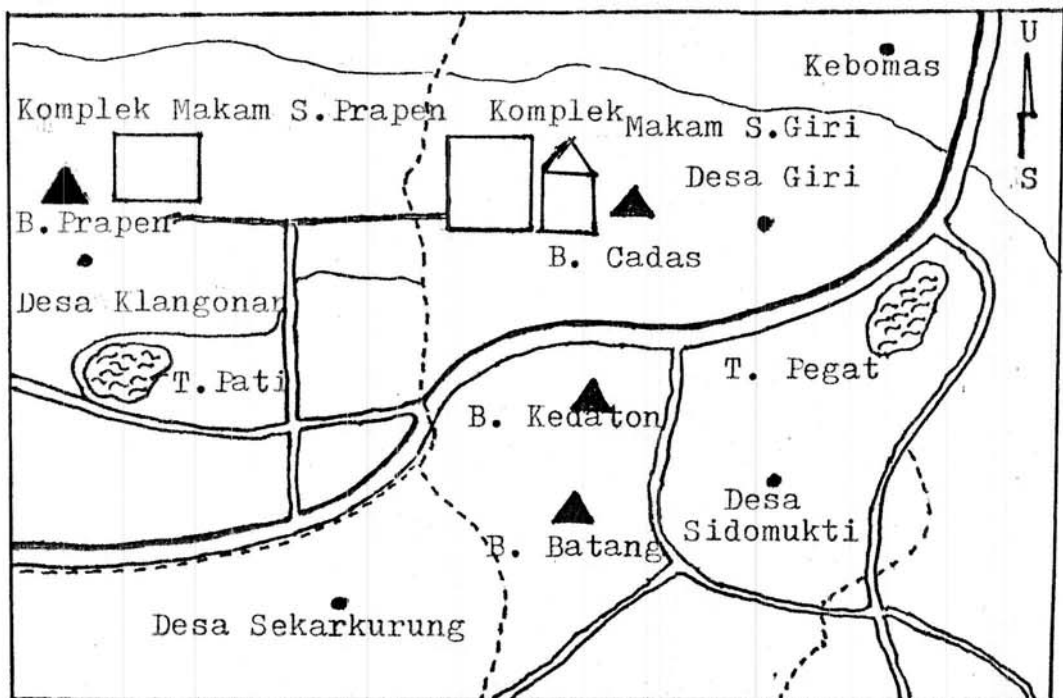 U
Kebomas
Komplek Makam S.Prapen
Komplek
Makam S.Giri
Desa Giri
S
B.Prapen
B. Cadas
Desa Klangonan
T.Pati
T. Pegat
B. Kedaton
Desa
Sidomukti
B. Batang
Desa Sekarkurung